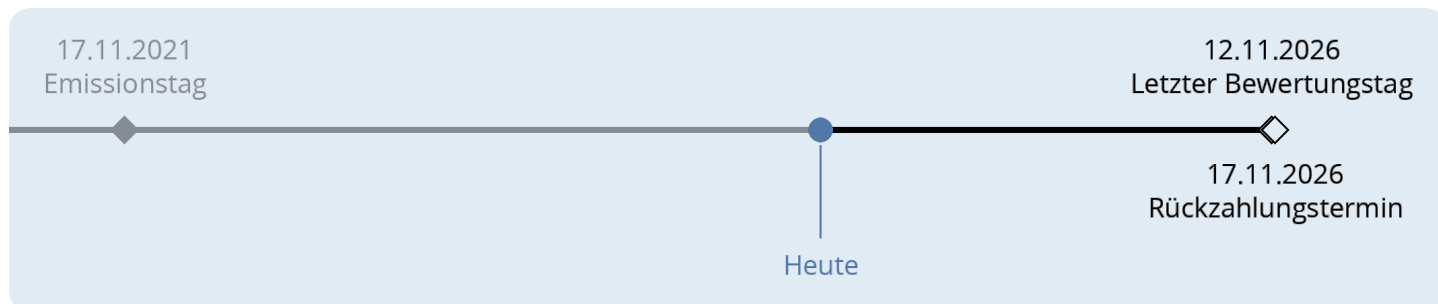 17.11.2021
Emissionstag
12.11.2026
Letzter Bewertungstag
17.11.2026
Rückzahlungstermin
Heute